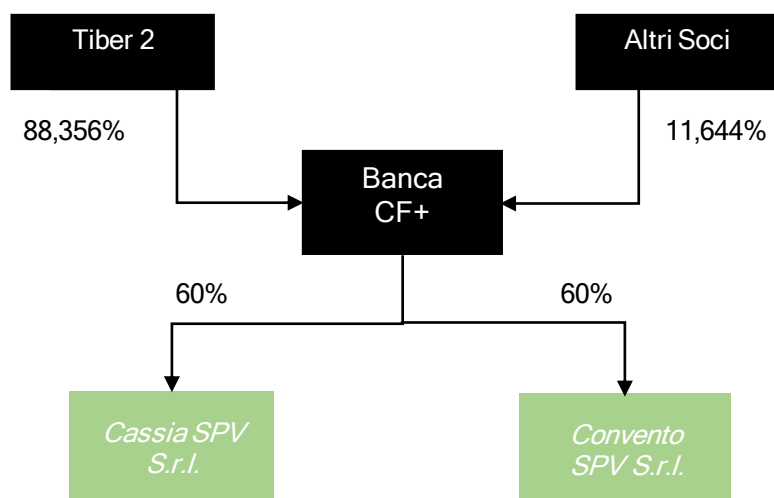 Tiber 2
Altri Soci
88,356%
11,644%
Banca
CF+
60%
60%
Cassia SPV
S.r.l.
Convento
SPV S.r.l.